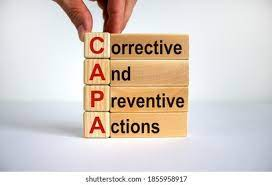 Corrective
And
Preventive
Actions
shutterstock.com · 1855958917